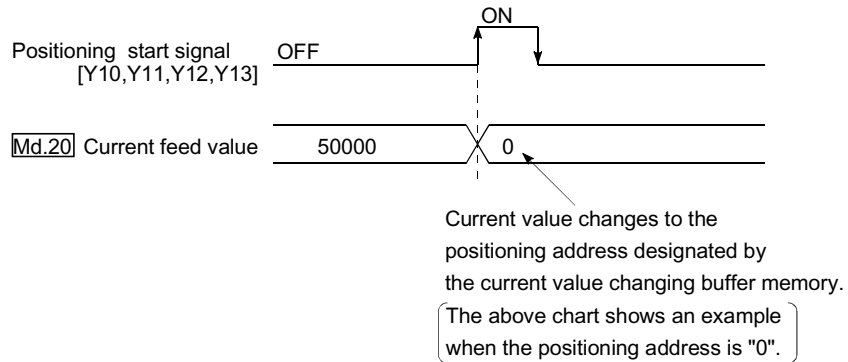 ON
Positioning start signal OFF
[Y10,Y11,Y12,Y13]
Md.20 Current feed value 50000 0
Current value changes to the
positioning address designated by
the current value changing buffer memory.
The above chart shows an example
when the positioning address is "0".